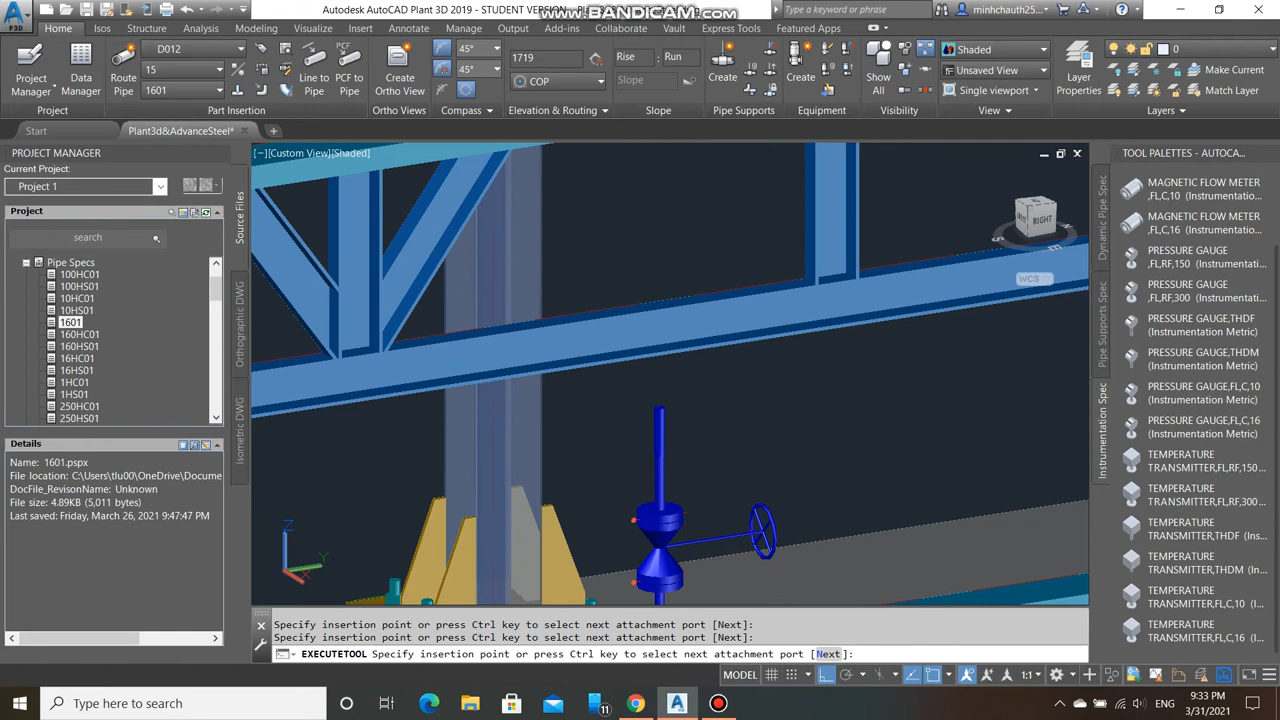 Autodesk AutoCAD Plant 3D 2019 - STUDENT VERSION
www.BANDICAM.com
Type a keyword or phrase
minhchauth25...
P3D
Home
Isos
Structure
Analysis
Modeling
Visualize
Insert
Annotate
View
Manage
Output
Add-ins
Collaborate
Vault
Express Tools
Featured Apps
Project Manager
Data Manager
Project
Route Pipe
D012
15
1601
Line to Pipe
PCF to Pipe
Part Insertion
Create Ortho View
Ortho Views
45°
45°
Compass
1719
COP
Elevation & Routing
Rise :
Run
Slope
Slope
Create
Pipe Supports
Create
Equipment
Show All
Visibility
Shaded
Unsaved View
Single viewport
View
Layer Properties
0
Make Current
Match Layer
Layers
Start
Plant3d&AdvanceSteel*
PROJECT MANAGER
Current Project:
Project 1
Project
search
Pipe Specs
100HC01
100HS01
10HC01
10HS01
1601
160HC01
160HS01
16HC01
16HS01
1HC01
1HS01
250HC01
250HS01
Details
Name: 1601.pspx
File location: C:\Users\tlu00\OneDrive\Docume
DocFile_RevisonName: Unknown
File size: 4.89KB (5,011 bytes)
Last saved: Friday, March 26, 2021 9:47:47 PM
Source Files
Orthographic DWG
Isometric DWG
[−][Custom View][Shaded]
RIGHT
S
E
WCS
Z
Y
X
TOOL PALETTES - AUTOCA...
Dynamic Pipe Spec
Pipe Supports Spec
Instrumentation Spec
MAGNETIC FLOW METER
,FL,C,10 (Instrumentatio...
MAGNETIC FLOW METER
,FL,C,16 (Instrumentatio...
PRESSURE GAUGE
,FL,RF,150 (Instrumentati...
PRESSURE GAUGE
,FL,RF,300 (Instrumentati...
PRESSURE GAUGE,THDF
(Instrumentation Metric)
PRESSURE GAUGE,THDM
(Instrumentation Metric)
PRESSURE GAUGE,FL,C,10
(Instrumentation Metric)
PRESSURE GAUGE,FL,C,16
(Instrumentation Metric)
TEMPERATURE
TRANSMITTER,FL,RF,150...
TEMPERATURE
TRANSMITTER,FL,RF,300...
TEMPERATURE
TRANSMITTER,THDF (Ins...
TEMPERATURE
TRANSMITTER,THDM (In...
TEMPERATURE
TRANSMITTER,FL,C,10 (I...
TEMPERATURE
TRANSMITTER,FL,C,16 (I...
Specify insertion point or press Ctrl key to select next attachment port [Next]:
Specify insertion point or press Ctrl key to select next attachment port [Next]:
EXECUTETOOL Specify insertion point or press Ctrl key to select next attachment port [Next]:
MODEL
1:1
Type here to search
11
ENG
9:33 PM
3/31/2021